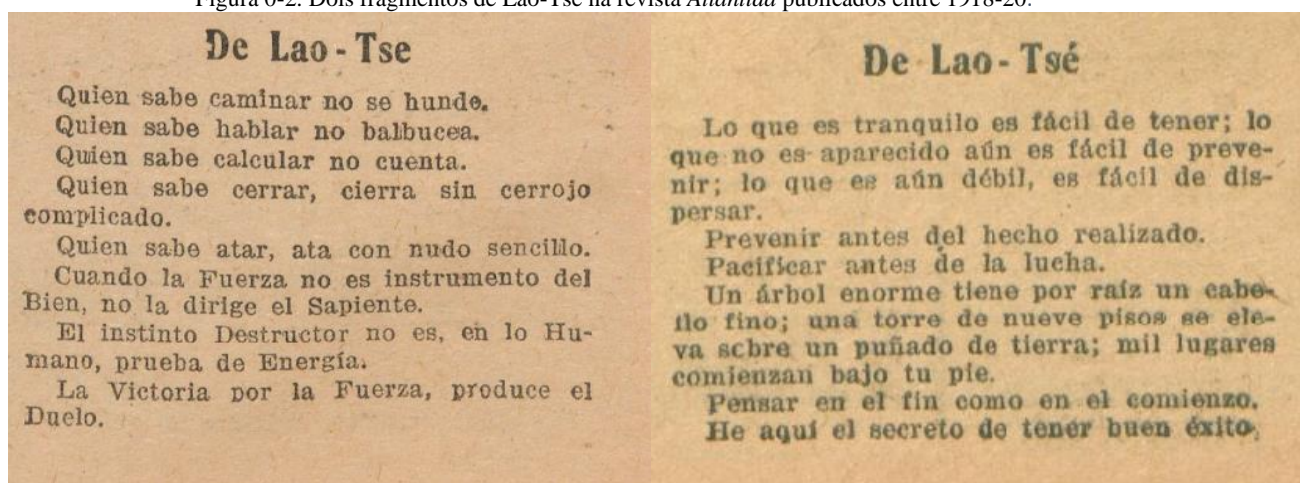 Figura 0-2. Dois fragmentos de Lao-Tsé na revista Atlántida publicados entre 1918-20.
De Lao - Tse
Quien sabe caminar no se hunde.
Quien sabe hablar no balbucea.
Quien sabe calcular no cuenta.
Quien sabe cerrar, cierra sin cerrojo
complicado.
Quien sabe atar, ata con nudo sencillo.
Cuando la Fuerza no es instrumento del
Bien, no la dirige el Sapiente.
El instinto Destructor no es, en lo Hu-
mano, prueba de Energía.
La Victoria por la Fuerza, produce el
Duelo.
De Lao - Tsé
Lo que es tranquilo es fácil de tener; lo
que no es aparecido aún es fácil de preve-
nir; lo que es aún débil, es fácil de dis-
persar.
Prevenir antes del hecho realizado.
Pacificar antes de la lucha.
Un árbol enorme tiene por raíz un cabe-
llo fino; una torre de nueve pisos se ele-
va sobre un puñado de tierra; mil lugares
comienzan bajo tu pie.
Pensar en el fin como en el comienzo.
He aquí el secreto de tener buen éxito.